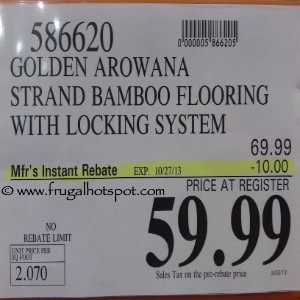 586620
0000005866205
GOLDEN AROWANA
STRAND BAMBOO FLOORING
WITH LOCKING SYSTEM
69.99
Mfr's Instant Rebate EXP. 10/27/13 -10.00
www.frugalhotspot.com
PRICE AT REGISTER
59.99
NO
REBATE LIMIT
UNIT PRICE PER
SQ FOOT
2.070
Sales Tax on the pre-rebate price